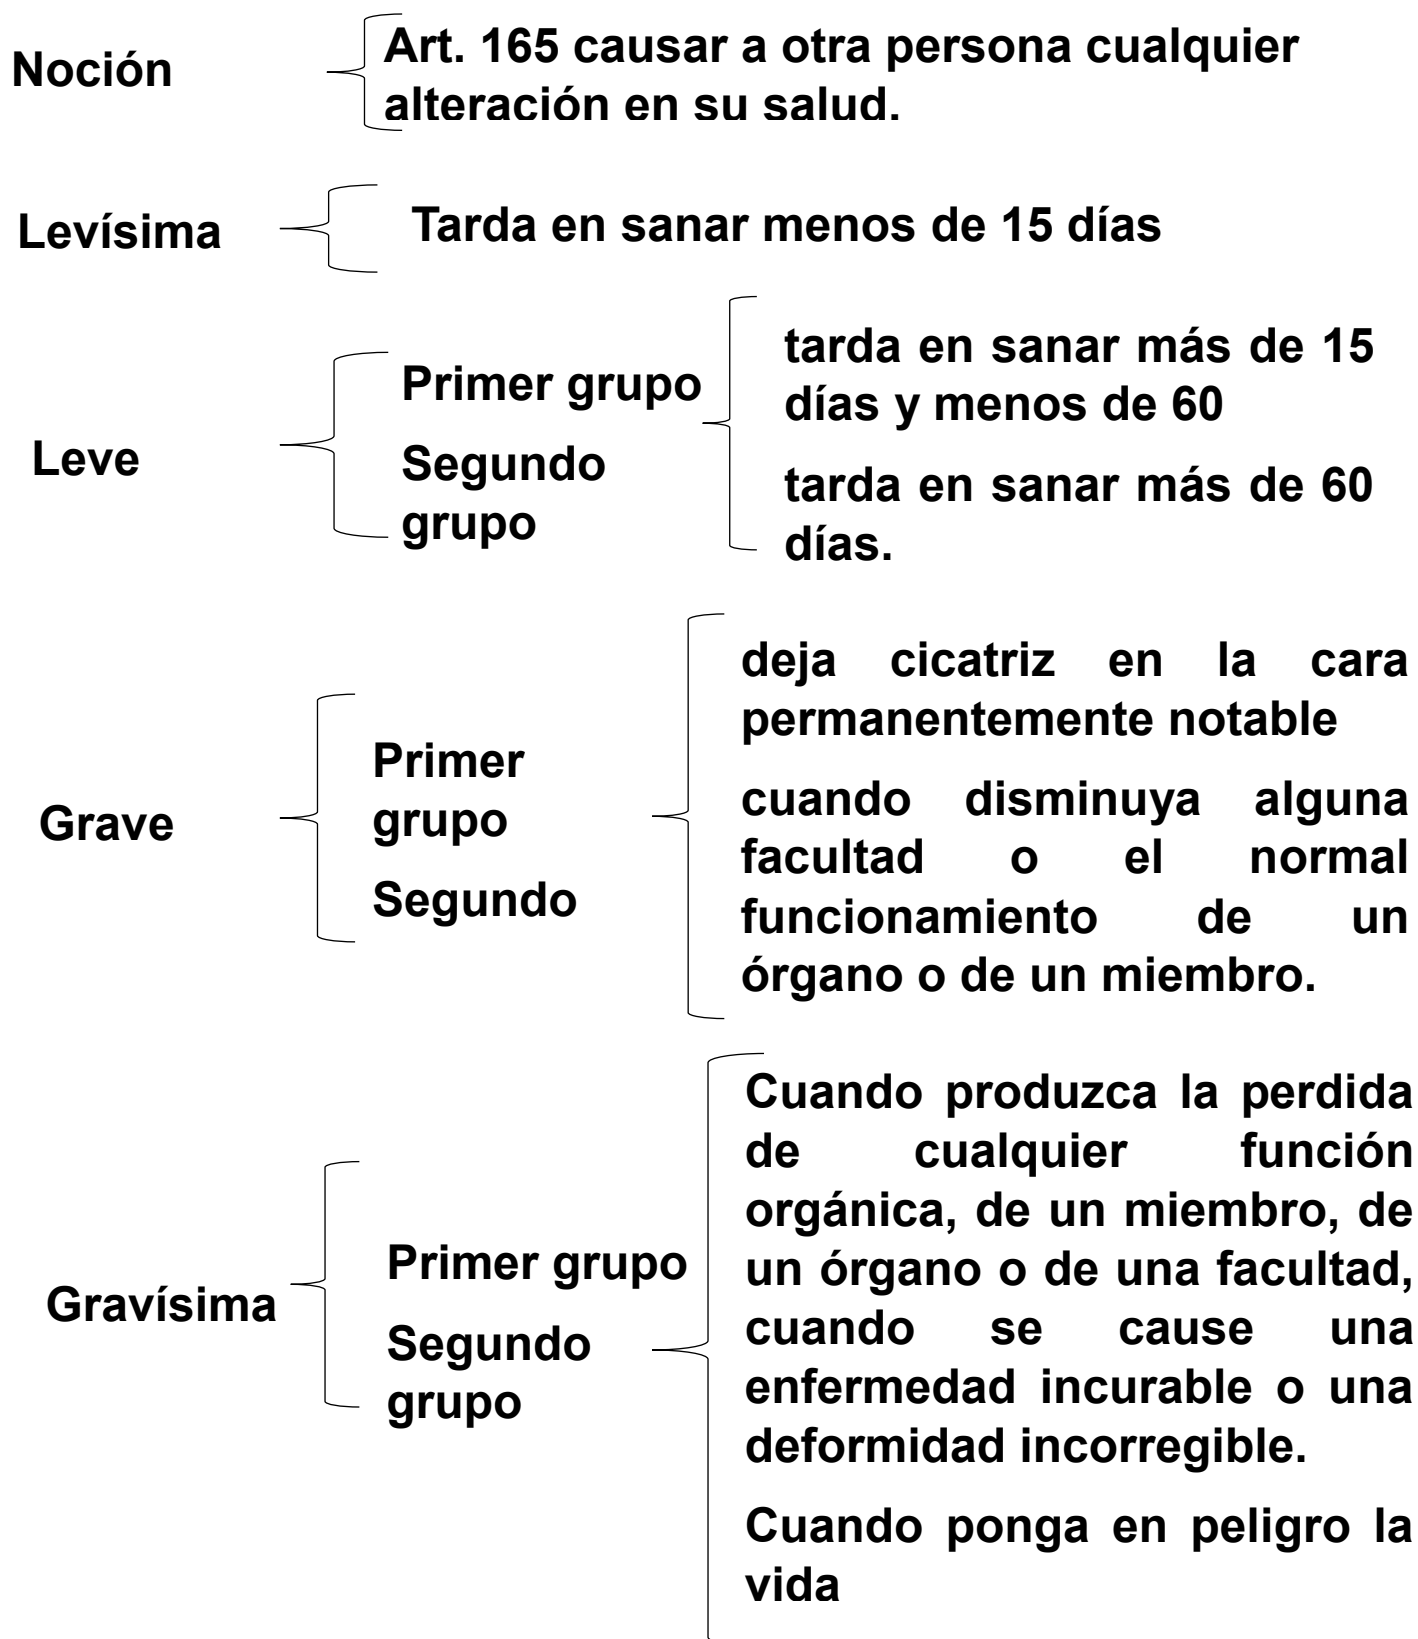 Noción
Art. 165 causar a otra persona cualquier
alteración en su salud.
Levísima
Tarda en sanar menos de 15 días
Leve
Primer grupo
Segundo
grupo
tarda en sanar más de 15
días y menos de 60
tarda en sanar más de 60
días.
Grave
Primer
grupo
Segundo
deja cicatriz en la cara
permanentemente notable
cuando disminuya alguna
facultad o el normal
funcionamiento de un
órgano o de un miembro.
Gravísima
Primer grupo
Segundo
grupo
Cuando produzca la perdida
de cualquier función
orgánica, de un miembro, de
un órgano o de una facultad,
cuando se cause una
enfermedad incurable o una
deformidad incorregible.
Cuando ponga en peligro la
vida